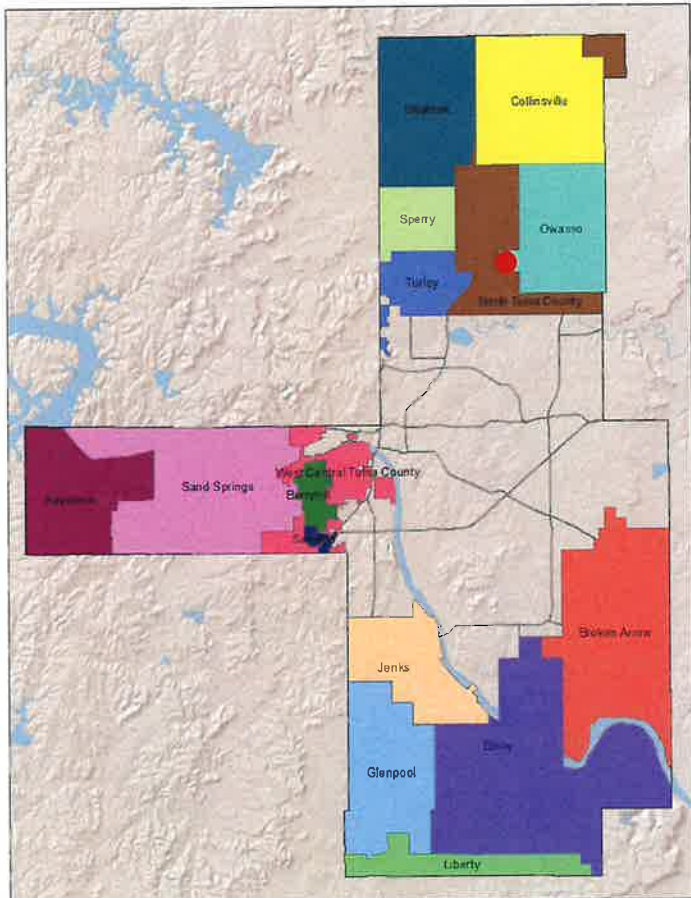 Collinsville
Sperry
Owasso
Turley
North Tulsa County
West Central Tulsa County
Sand Springs
Berryhill
Broken Arrow
Jenks
Bixby
Glenpool
Liberty